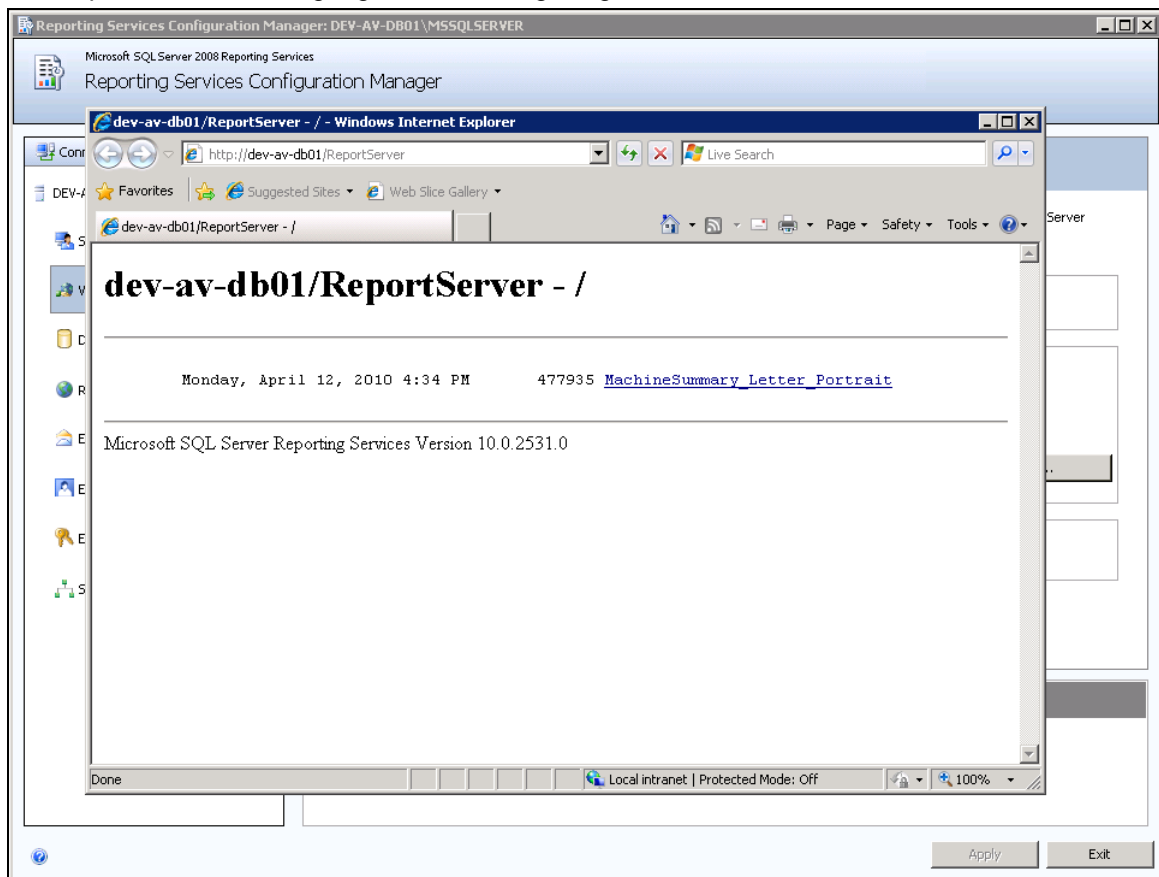 Reporting Services Configuration Manager: DEV-AV-DB01\MSSQLSERVER
Microsoft SQL Server 2008 Reporting Services
Reporting Services Configuration Manager
dev-av-db01/ReportServer - / - Windows Internet Explorer
Conn
http://dev-av-db01/ReportServer
Live Search
DEV-A
Favorites
Suggested Sites
Web Slice Gallery
dev-av-db01/ReportServer - /
Page
Safety
Tools
Server
S
dev-av-db01/ReportServer - /
V
D
Monday, April 12, 2010 4:34 PM 477935 MachineSummary_Letter_Portrait
R
Microsoft SQL Server Reporting Services Version 10.0.2531.0
E
..
E
E
S
Done
Local intranet | Protected Mode: Off
100%
Apply
Exit